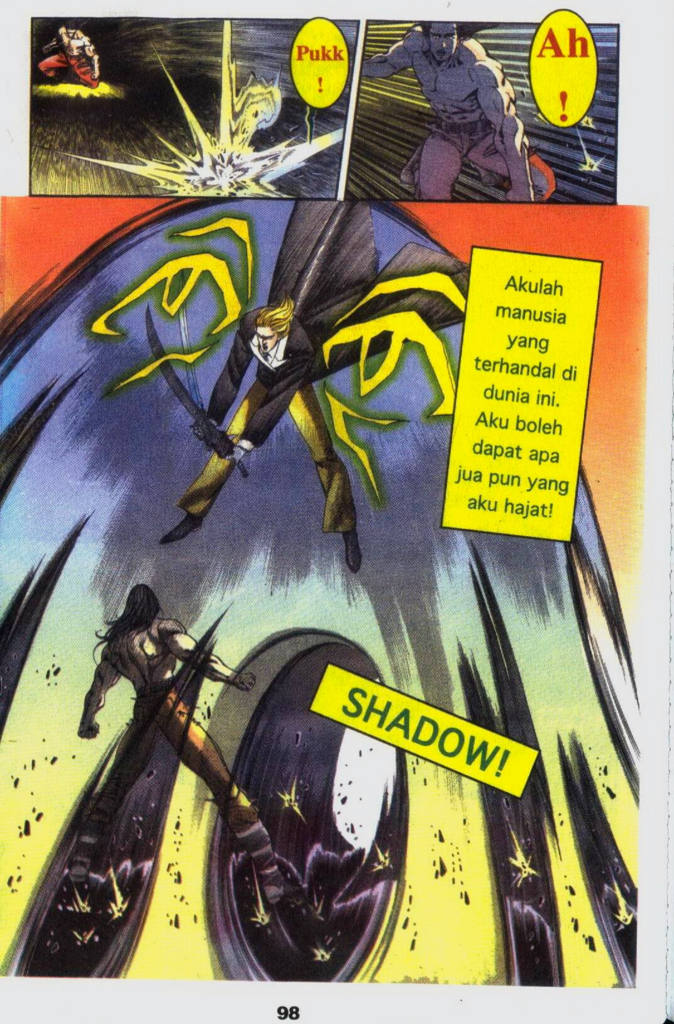 Pukk
!
Ah
!
Akulah
manusia
yang
terhandal di
dunia ini.
Aku boleh
dapat apa
jua pun yang
aku hajat!
SHADOW!
98